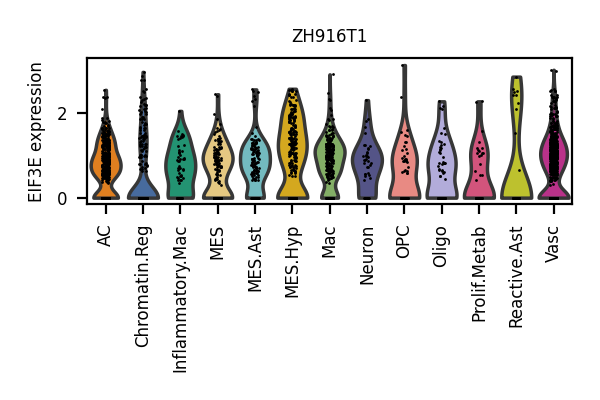 ZH916T1
EIF3E expression
2
0
AC
Chromatin.Reg
Inflammatory.Mac
MES
MES.Ast
MES.Hyp
Mac
Neuron
OPC
Oligo
Prolif.Metab
Reactive.Ast
Vasc